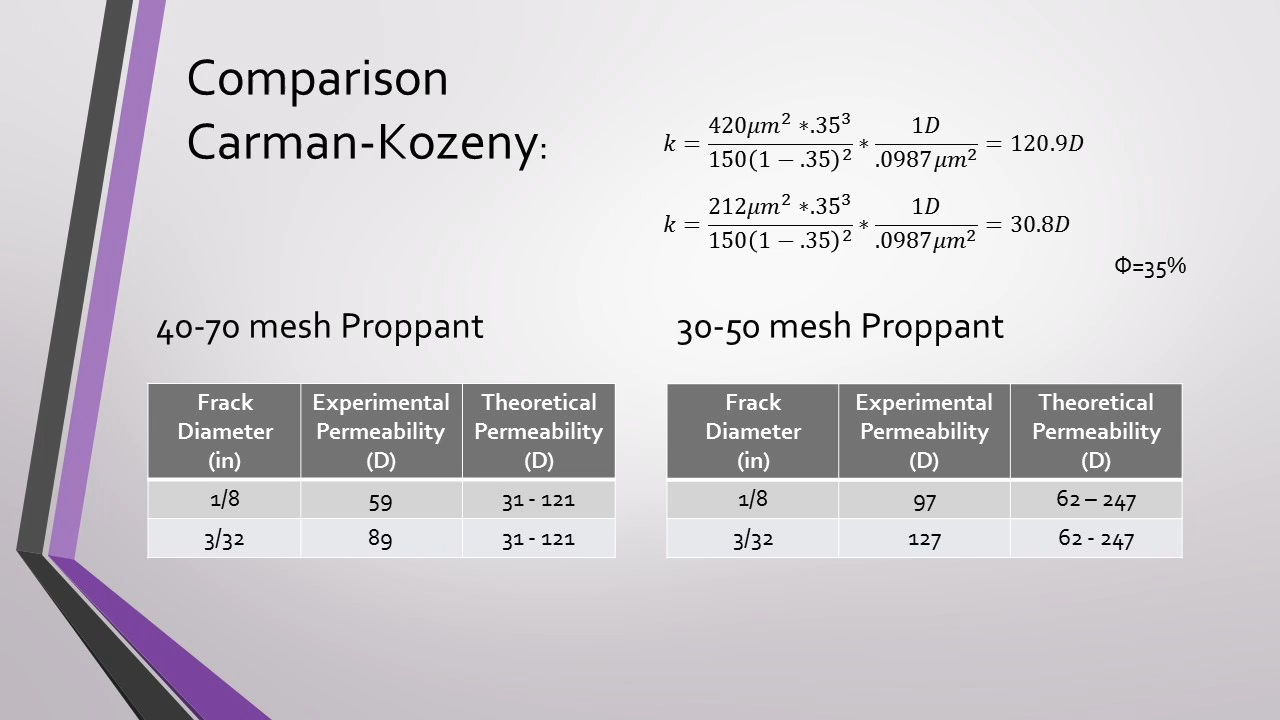 Comparison
Carman-Kozeny:
k = 420μm² *.35³ / 150(1 − .35)² * 1D / .0987μm² = 120.9D
k = 212μm² *.35³ / 150(1 − .35)² * 1D / .0987μm² = 30.8D
Φ=35%
40-70 mesh Proppant
Frack Experimental Theoretical
Diameter Permeability Permeability
(in) (D) (D)
1/8 59 31 - 121
3/32 89 31 - 121
30-50 mesh Proppant
Frack Experimental Theoretical
Diameter Permeability Permeability
(in) (D) (D)
1/8 97 62 – 247
3/32 127 62 - 247